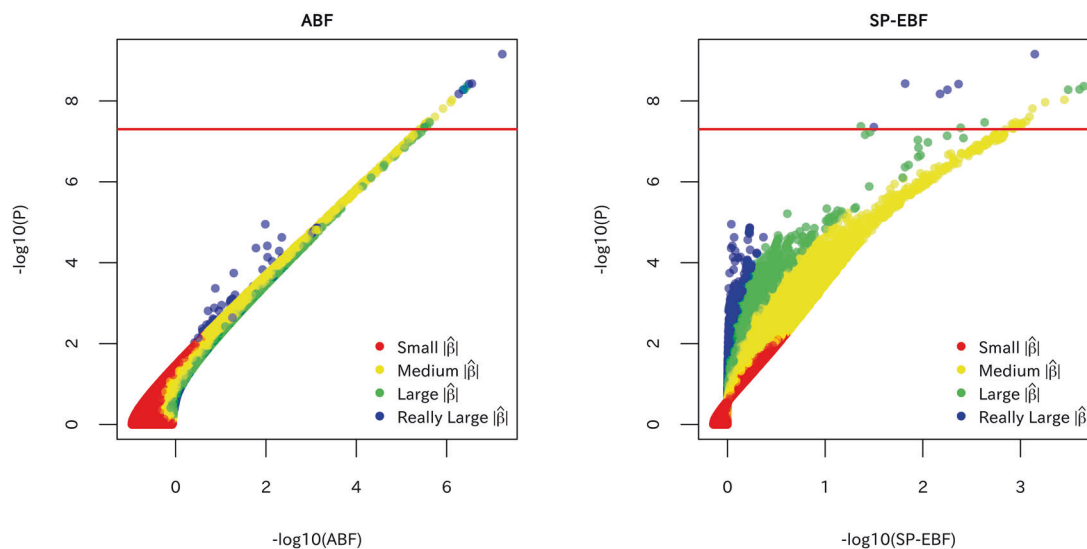 ABF
SP-EBF
-log10(P)
8
6
4
2
0
Small |β̂|
Medium |β̂|
Large |β̂|
Really Large |β̂|
0 2 4 6
-log10(ABF)
-log10(P)
8
6
4
2
0
Small |β̂|
Medium |β̂|
Large |β̂|
Really Large |β̂|
0 1 2 3
-log10(SP-EBF)